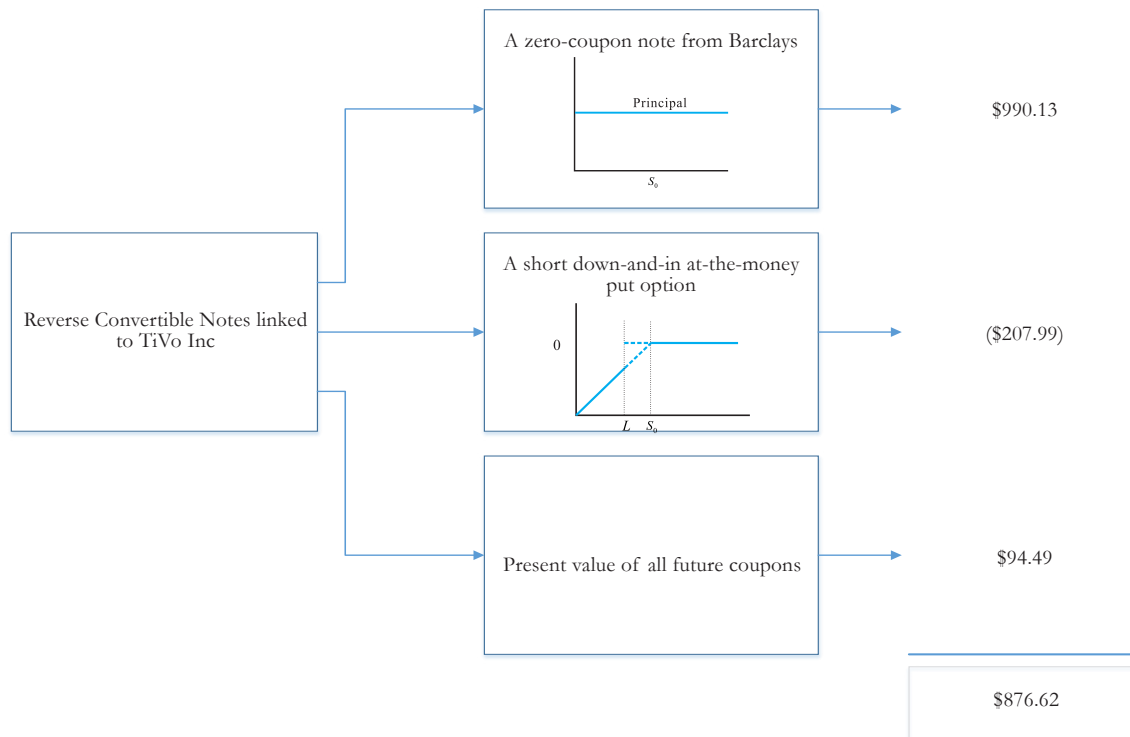 A zero-coupon note from Barclays
Principal
S₀
$990.13
Reverse Convertible Notes linked
to TiVo Inc
A short down-and-in at-the-money
put option
0
L S₀
($207.99)
Present value of all future coupons
$94.49
$876.62